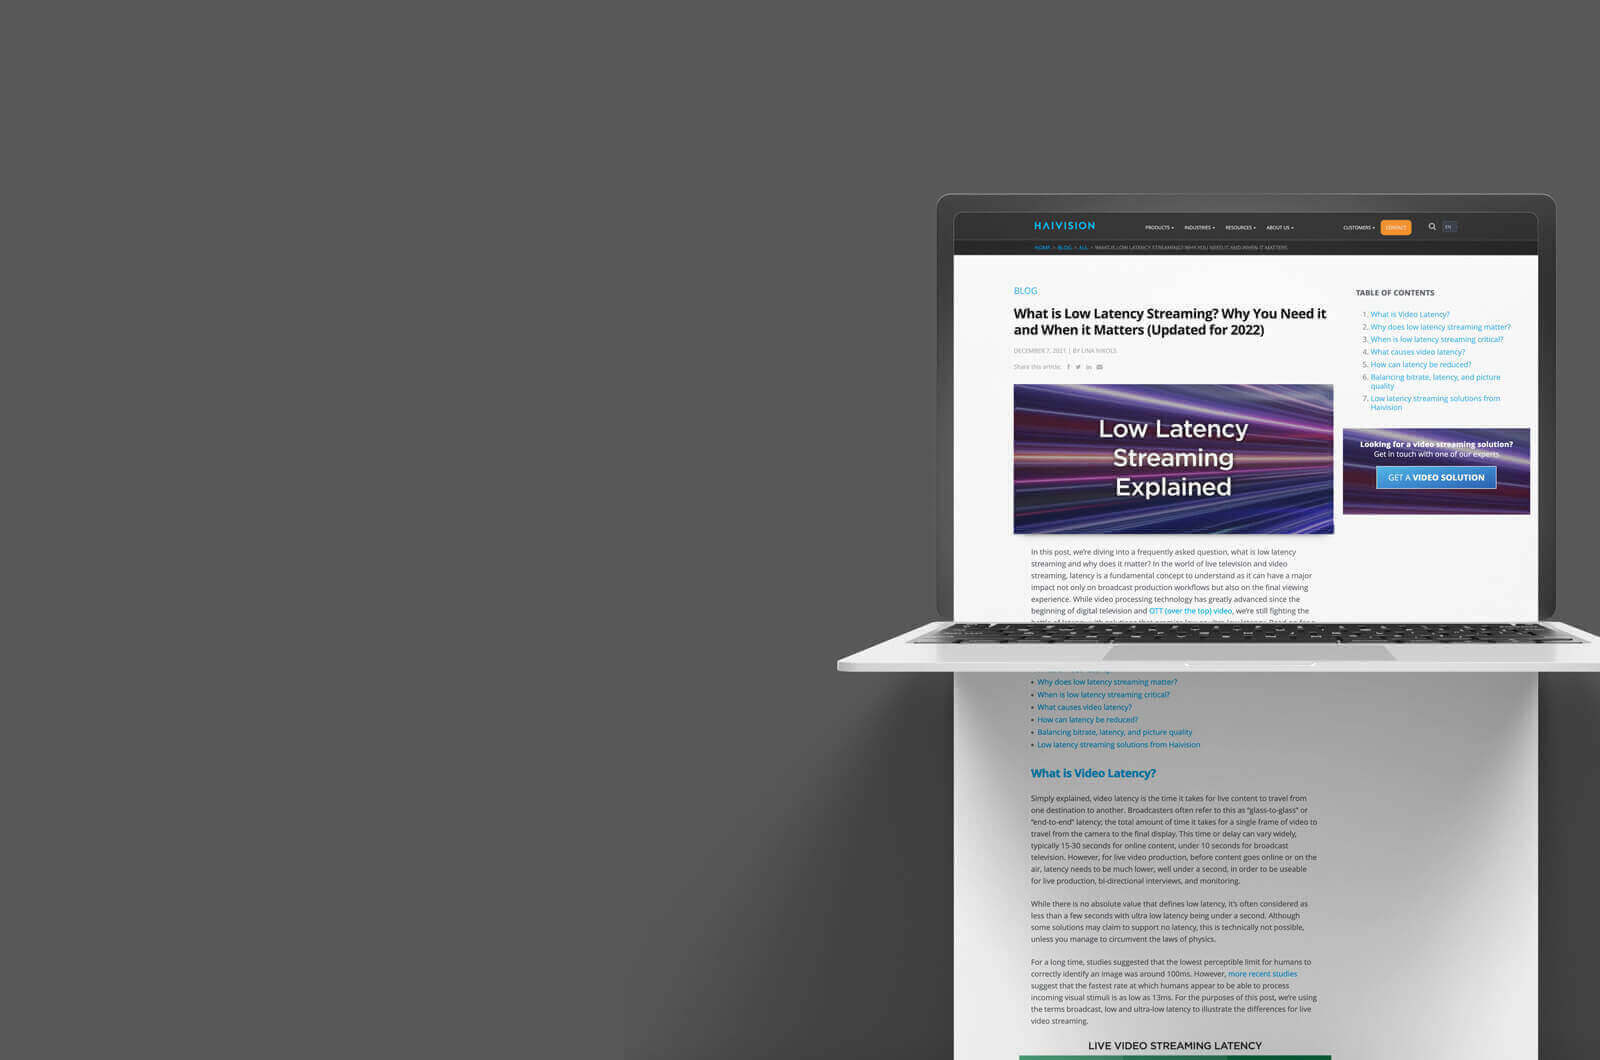 HAIVISION
PRODUCTS
INDUSTRIES
RESOURCES
ABOUT US
CUSTOMERS
CONTACT
EN
HOME > BLOG > ALL > WHAT IS LOW LATENCY STREAMING? WHY YOU NEED IT AND WHEN IT MATTERS
BLOG
What is Low Latency Streaming? Why You Need it
and When it Matters (Updated for 2022)
DECEMBER 7, 2021 | BY LINA NIKOLS
Share this article:
Low Latency
Streaming
Explained
In this post, we're diving into a frequently asked question, what is low latency
streaming and why does it matter? In the world of live television and video
streaming, latency is a fundamental concept to understand as it can have a major
impact not only on broadcast production workflows but also on the final viewing
experience. While video processing technology has greatly advanced since the
beginning of digital television and OTT (over the top) video, we're still fighting the
TABLE OF CONTENTS
1. What is Video Latency?
2. Why does low latency streaming matter?
3. When is low latency streaming critical?
4. What causes video latency?
5. How can latency be reduced?
6. Balancing bitrate, latency, and picture
quality
7. Low latency streaming solutions from
Haivision
Looking for a video streaming solution?
Get in touch with one of our experts
GET A VIDEO SOLUTION
• Why does low latency streaming matter?
• When is low latency streaming critical?
• What causes video latency?
• How can latency be reduced?
• Balancing bitrate, latency, and picture quality
• Low latency streaming solutions from Haivision
What is Video Latency?
Simply explained, video latency is the time it takes for live content to travel from
one destination to another. Broadcasters often refer to this as “glass-to-glass” or
“end-to-end” latency; the total amount of time it takes for a single frame of video to
travel from the camera to the final display. This time or delay can vary widely,
typically 15-30 seconds for online content, under 10 seconds for broadcast
television. However, for live video production, before content goes online or on the
air, latency needs to be much lower, well under a second, in order to be useable
for live production, bi-directional interviews, and monitoring.
While there is no absolute value that defines low latency, it's often considered as
less than a few seconds with ultra low latency being under a second. Although
some solutions may claim to support no latency, this is technically not possible,
unless you manage to circumvent the laws of physics.
For a long time, studies suggested that the lowest perceptible limit for humans to
correctly identify an image was around 100ms. However, more recent studies
suggest that the fastest rate at which humans appear to be able to process
incoming visual stimuli is as low as 13ms. For the purposes of this post, we're using
the terms broadcast, low and ultra-low latency to illustrate the differences for live
video streaming.
LIVE VIDEO STREAMING LATENCY